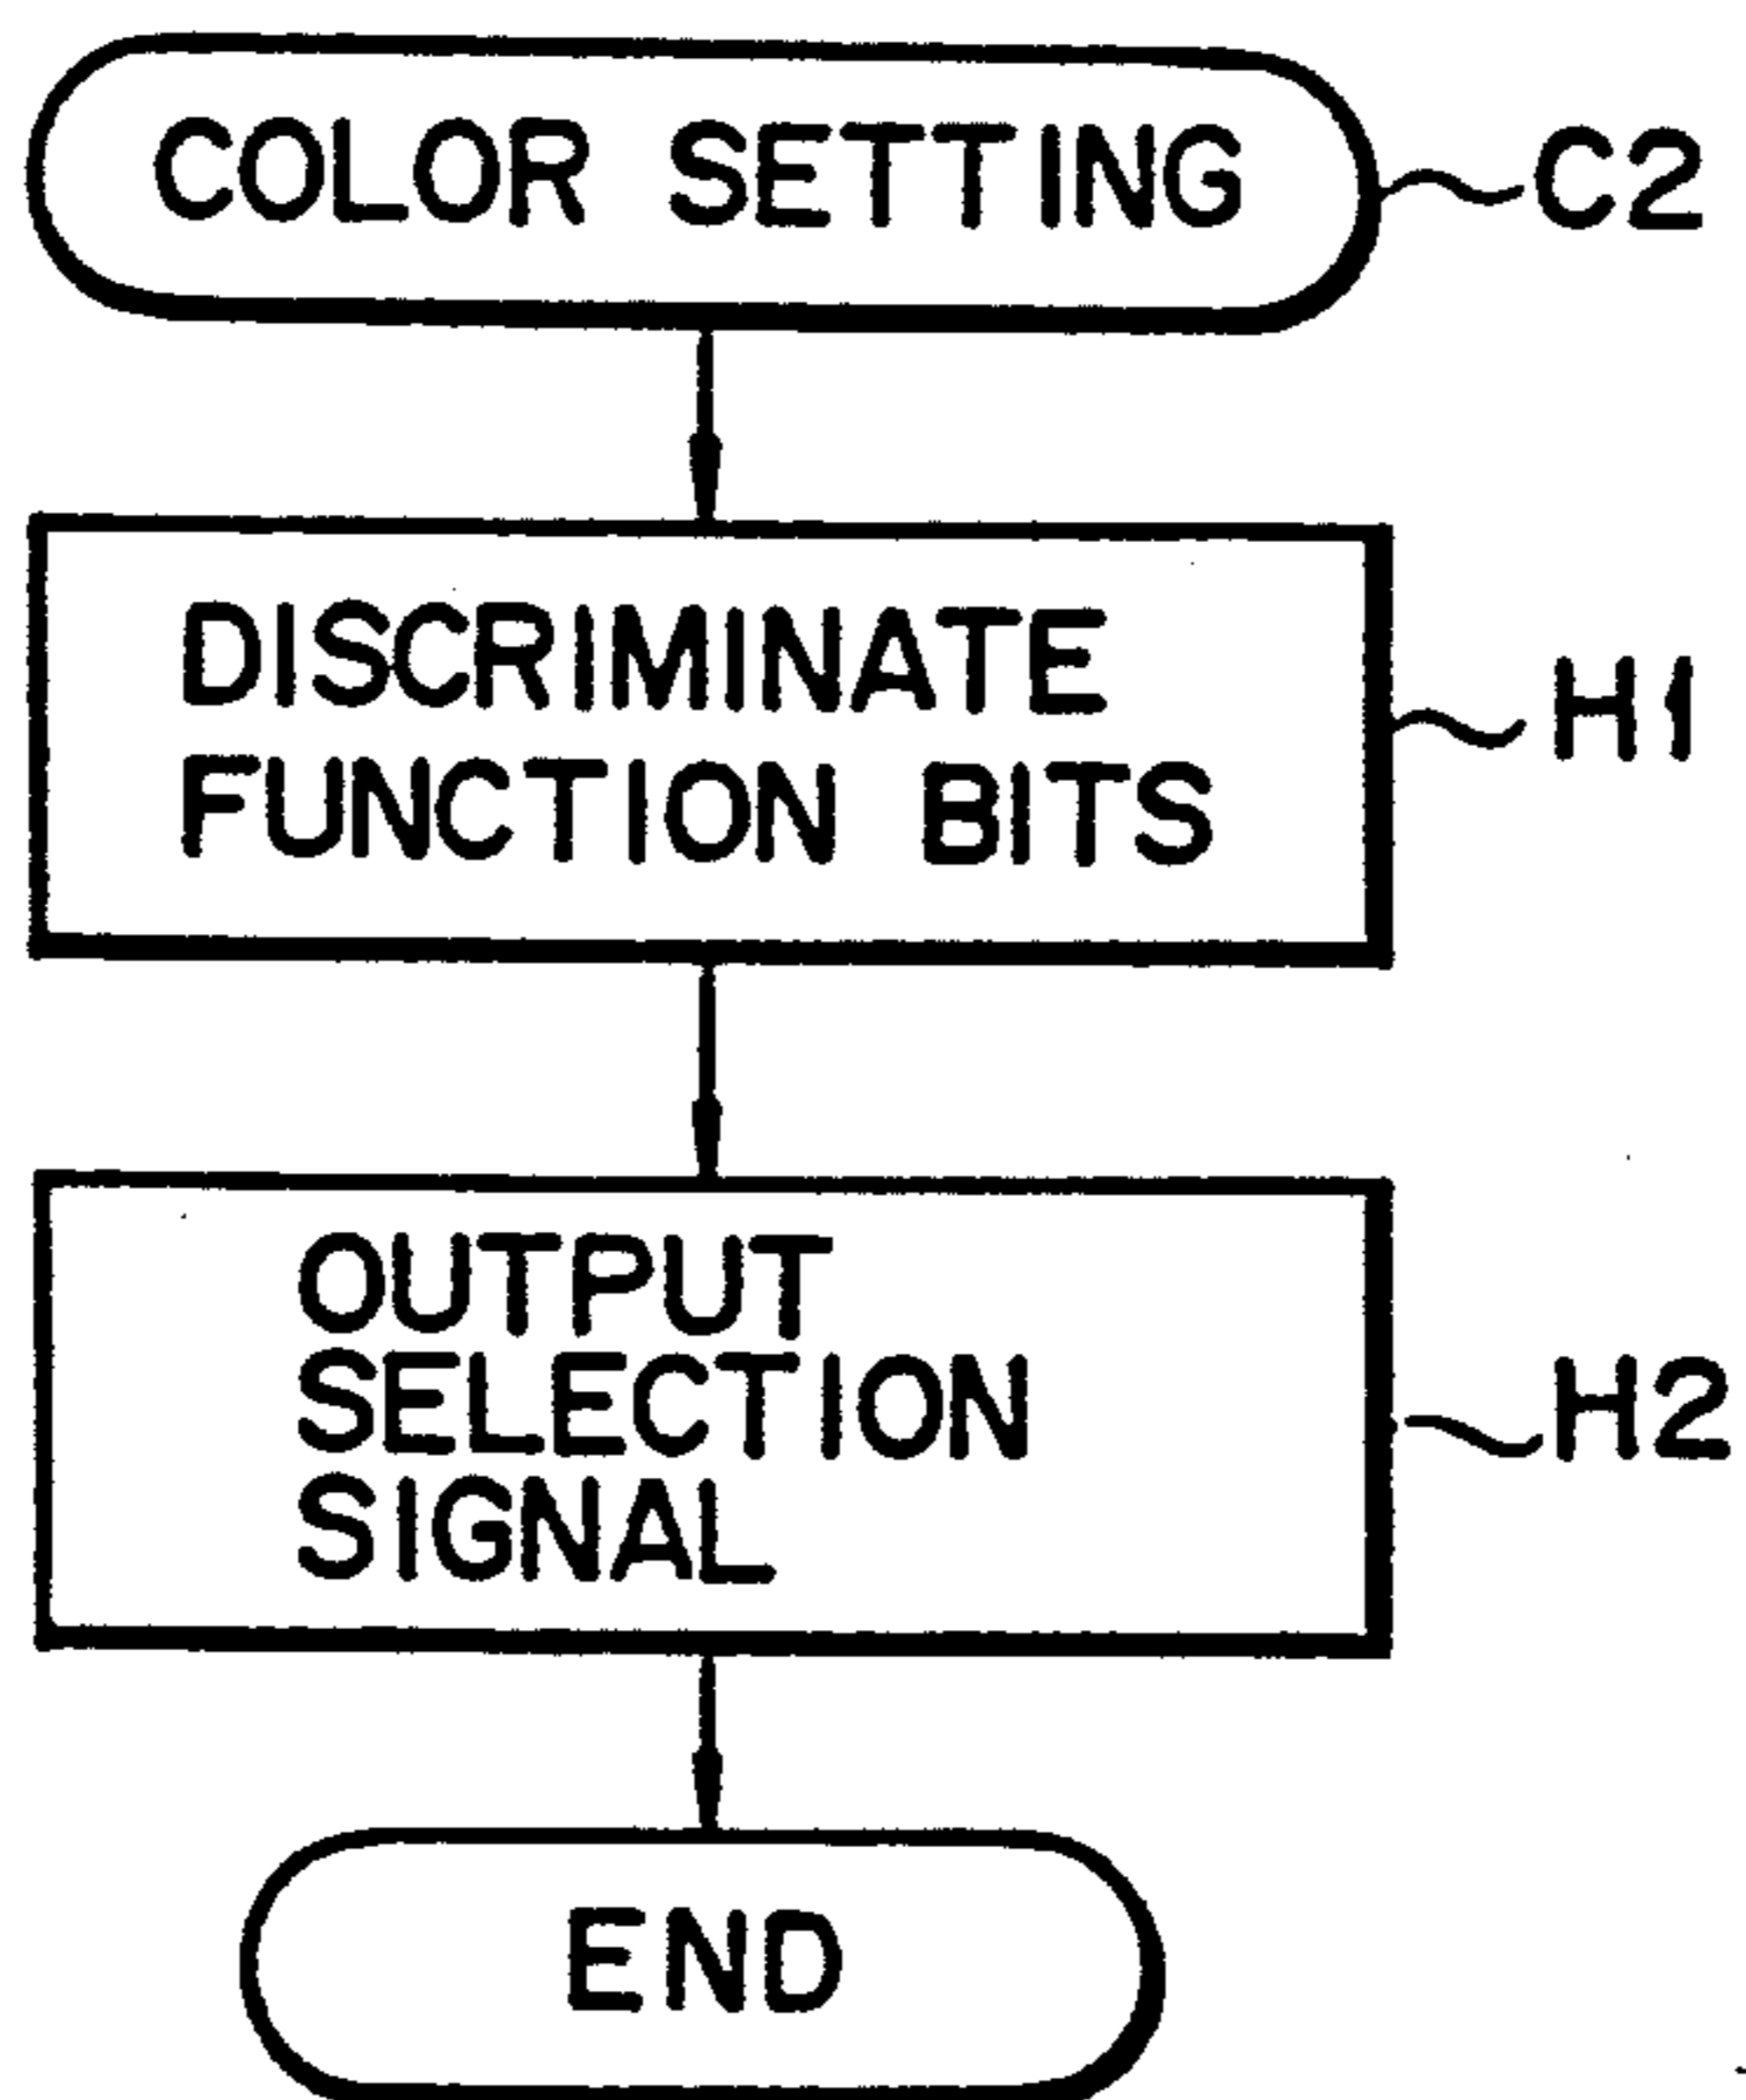 COLOR SETTING
C2
DISCRIMINATE
FUNCTION BITS
H1
OUTPUT
SELECTION
SIGNAL
H2
END